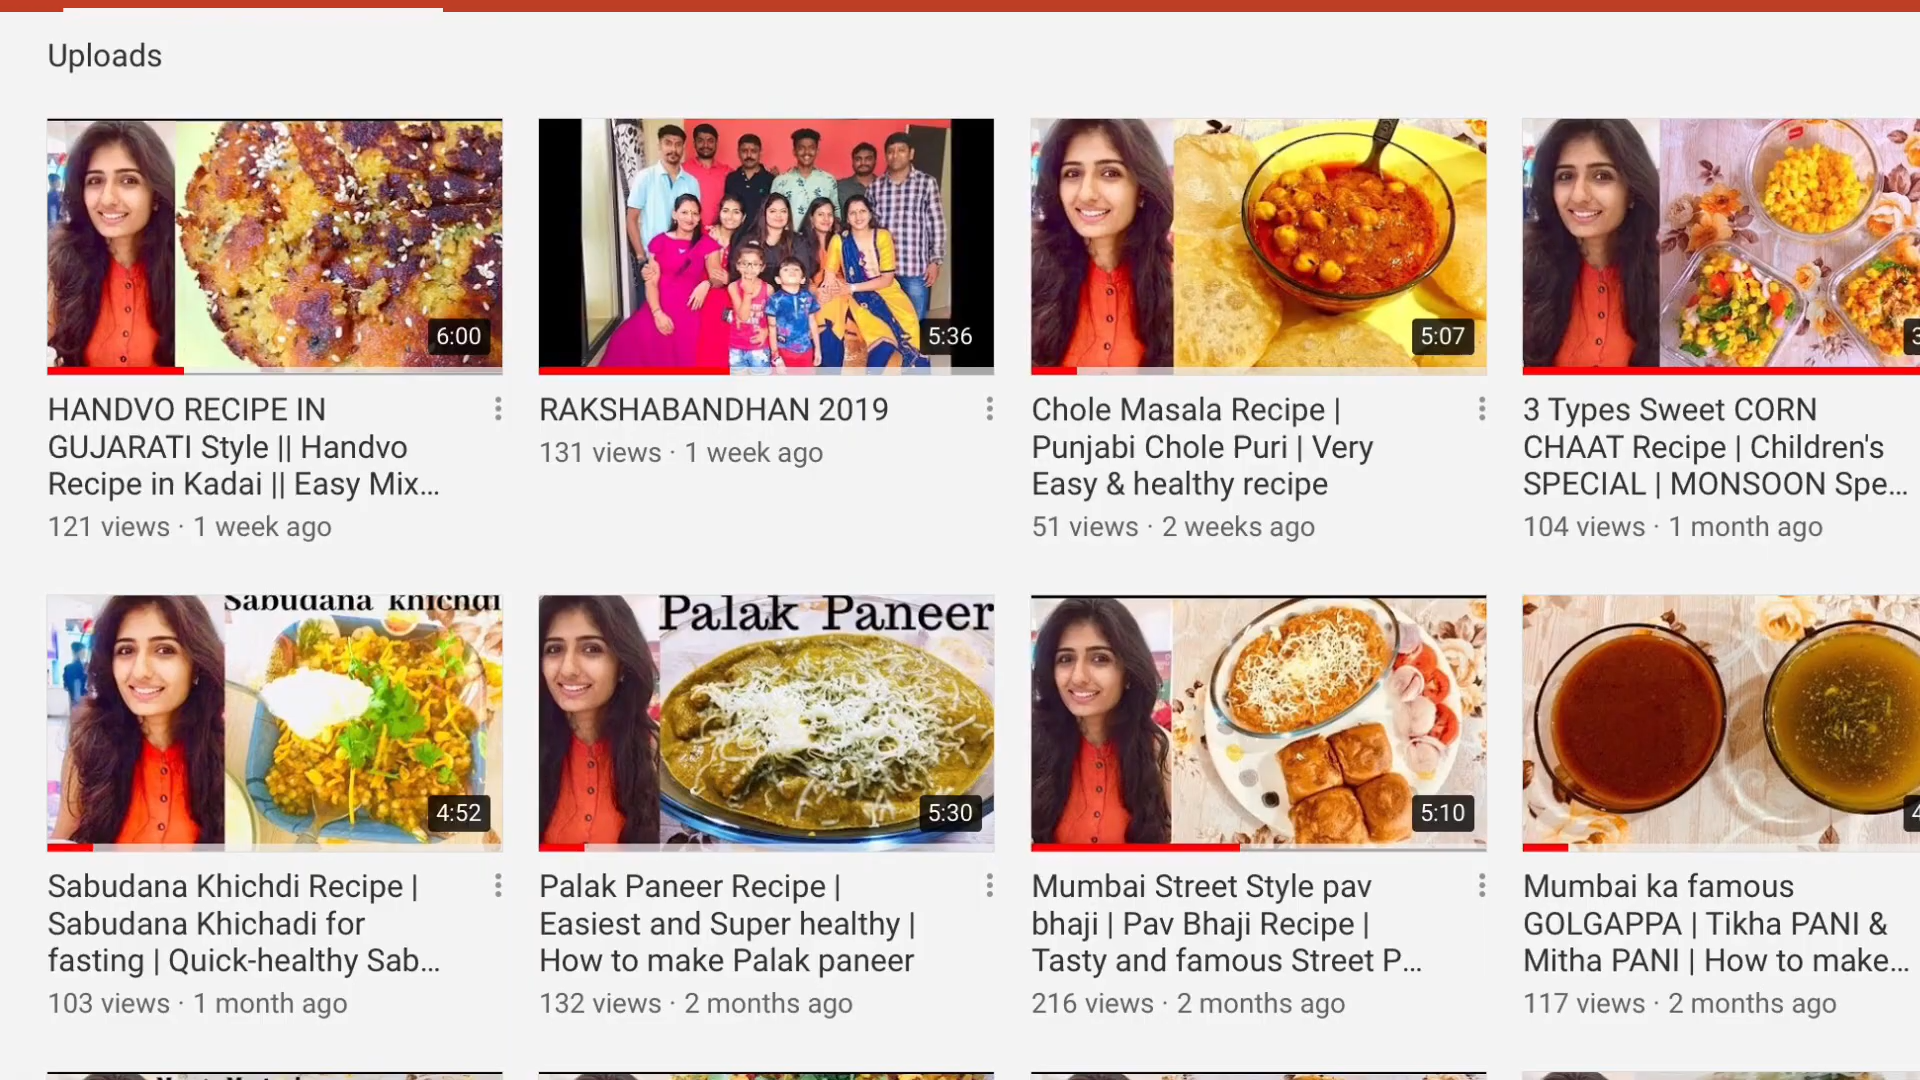 Uploads
6:00
5:36
5:07
HANDVO RECIPE IN
GUJARATI Style || Handvo
Recipe in Kadai || Easy Mix...
121 views · 1 week ago
RAKSHABANDHAN 2019
131 views · 1 week ago
Chole Masala Recipe |
Punjabi Chole Puri | Very
Easy & healthy recipe
51 views · 2 weeks ago
3 Types Sweet CORN
CHAAT Recipe | Children's
SPECIAL | MONSOON Spe...
104 views · 1 month ago
Sabudana khichdi
4:52
Palak Paneer
5:30
5:10
Sabudana Khichdi Recipe |
Sabudana Khichadi for
fasting | Quick-healthy Sab...
103 views · 1 month ago
Palak Paneer Recipe |
Easiest and Super healthy |
How to make Palak paneer
132 views · 2 months ago
Mumbai Street Style pav
bhaji | Pav Bhaji Recipe |
Tasty and famous Street P...
216 views · 2 months ago
Mumbai ka famous
GOLGAPPA | Tikha PANI &
Mitha PANI | How to make...
117 views · 2 months ago